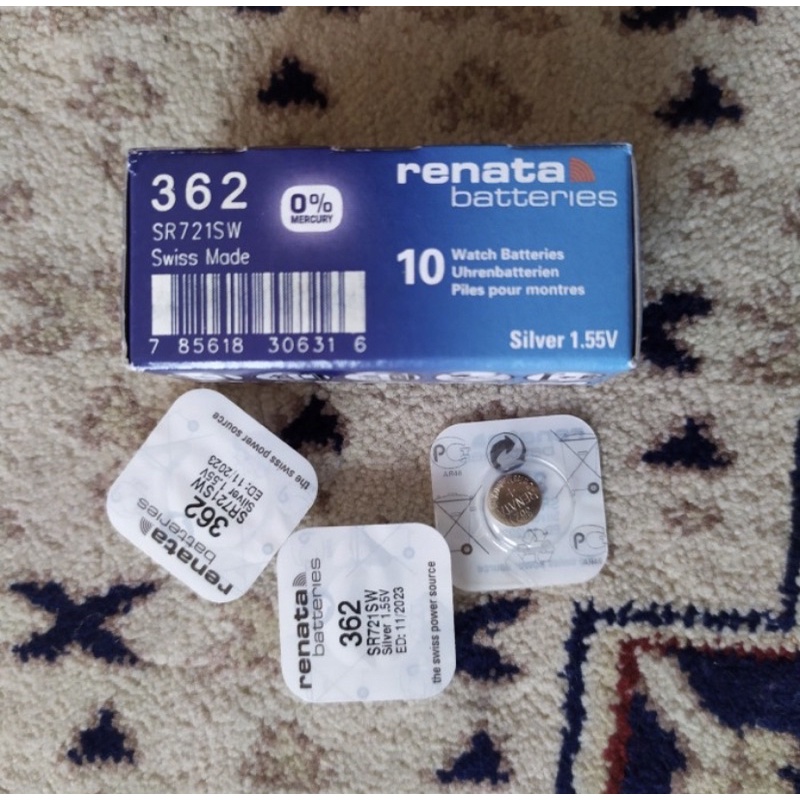 362
SR721SW
Swiss Made
0%
MERCURY
7 85618 30631 6
renata
batteries
10 Watch Batteries
Uhrenbatterien
Piles pour montres
Silver 1.55V
renata
batteries
362
SR721SW
Silver 1.55V
ED: 11/2023
the swiss power source
renata
batteries
362
SR721SW
Silver 1.55V
ED: 11/2023
the swiss power source